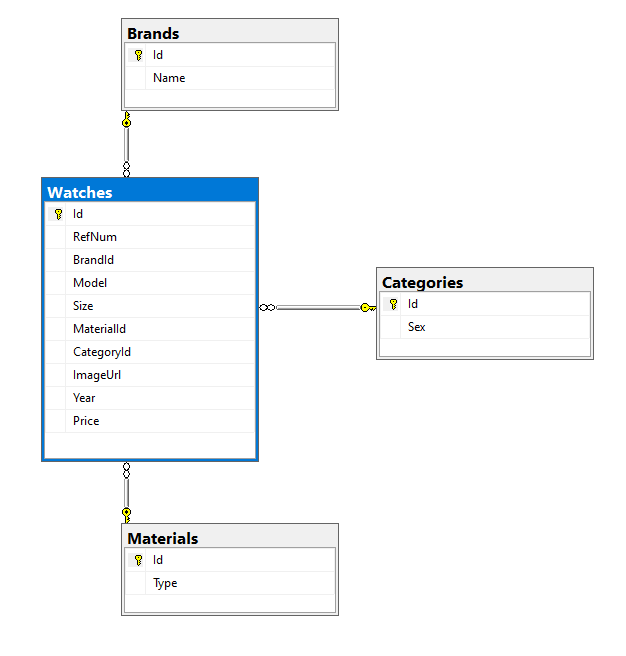 Brands
Id
Name
Watches
Id
RefNum
BrandId
Model
Size
MaterialId
CategoryId
ImageUrl
Year
Price
Categories
Id
Sex
Materials
Id
Type